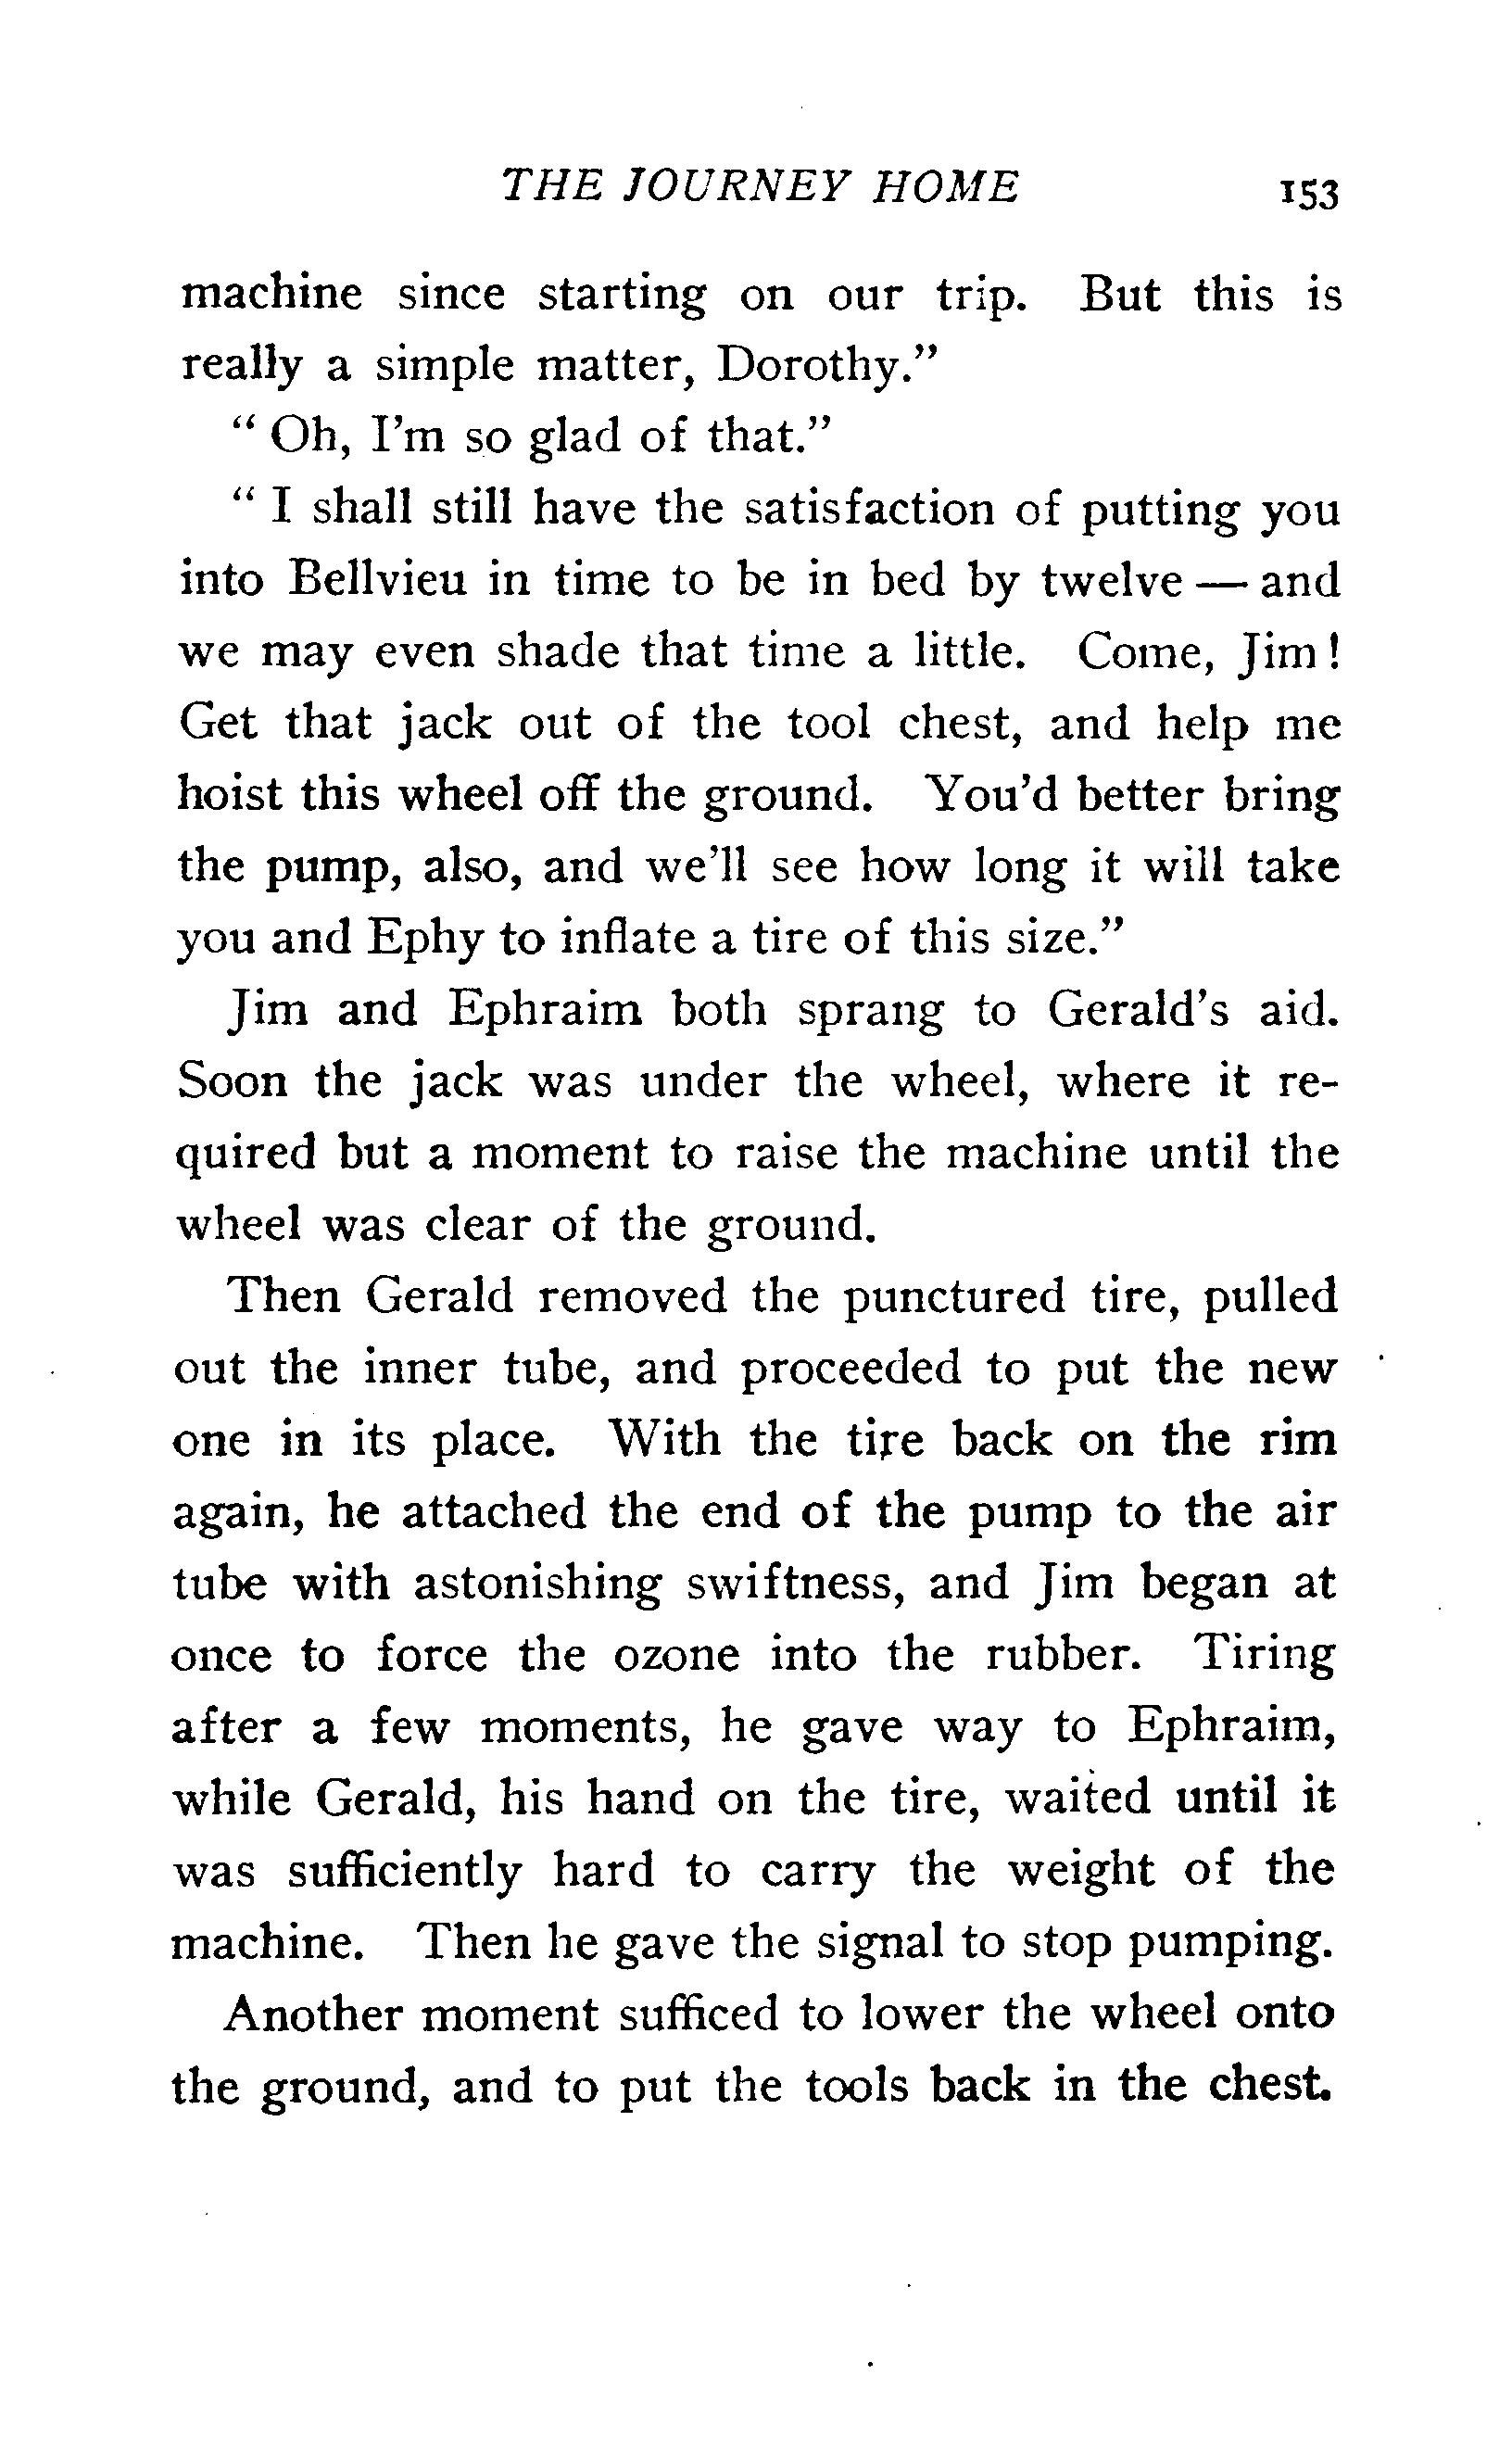 THE JOURNEY HOME 153
machine since starting on our trip. But this is
really a simple matter, Dorothy."
" Oh, I'm so glad of that."
" I shall still have the satisfaction of putting you
into Bellvieu in time to be in bed by twelve — and
we may even shade that time a little. Come, Jim!
Get that jack out of the tool chest, and help me
hoist this wheel off the ground. You'd better bring
the pump, also, and we'll see how long it will take
you and Ephy to inflate a tire of this size."
Jim and Ephraim both sprang to Gerald's aid.
Soon the jack was under the wheel, where it re-
quired but a moment to raise the machine until the
wheel was clear of the ground.
Then Gerald removed the punctured tire, pulled
out the inner tube, and proceeded to put the new
one in its place. With the tire back on the rim
again, he attached the end of the pump to the air
tube with astonishing swiftness, and Jim began at
once to force the ozone into the rubber. Tiring
after a few moments, he gave way to Ephraim,
while Gerald, his hand on the tire, waited until it
was sufficiently hard to carry the weight of the
machine. Then he gave the signal to stop pumping.
Another moment sufficed to lower the wheel onto
the ground, and to put the tools back in the chest.